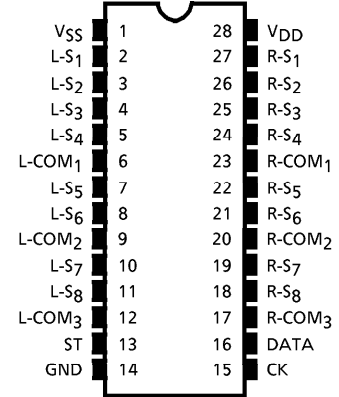 VSS 1 28 VDD
L-S1 2 27 R-S1
L-S2 3 26 R-S2
L-S3 4 25 R-S3
L-S4 5 24 R-S4
L-COM1 6 23 R-COM1
L-S5 7 22 R-S5
L-S6 8 21 R-S6
L-COM2 9 20 R-COM2
L-S7 10 19 R-S7
L-S8 11 18 R-S8
L-COM3 12 17 R-COM3
ST 13 16 DATA
GND 14 15 CK